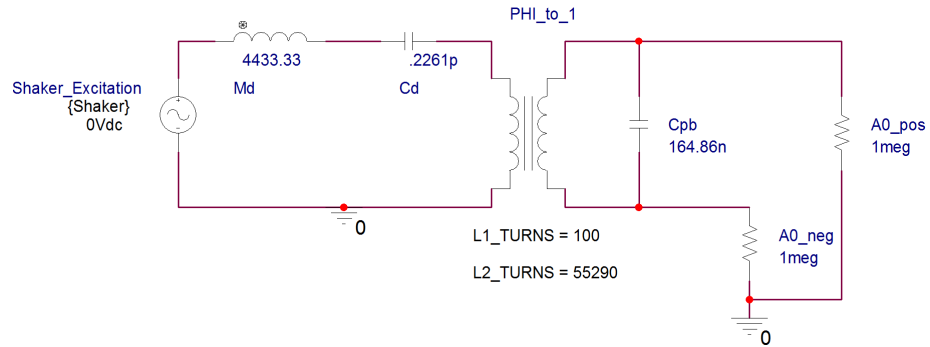 PHI_to_1
*
4433.33
.2261p
Shaker_Excitation
{Shaker}
0Vdc
Md
Cd
+
-
Cpb
164.86n
A0_pos
1meg
0
L1_TURNS = 100
L2_TURNS = 55290
A0_neg
1meg
0